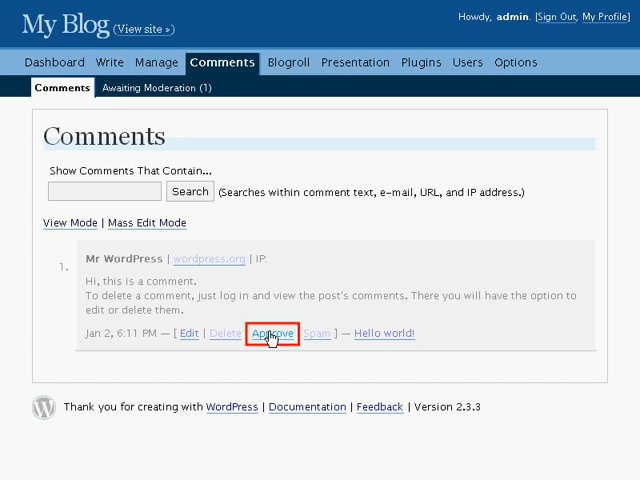 My Blog (View site »)
Howdy, admin. [Sign Out, My Profile]
Dashboard Write Manage Comments Blogroll Presentation Plugins Users Options
Comments Awaiting Moderation (1)
Comments
Show Comments That Contain...
Search (Searches within comment text, e-mail, URL, and IP address.)
View Mode | Mass Edit Mode
1. Mr WordPress | wordpress.org | IP:
Hi, this is a comment.
To delete a comment, just log in and view the post's comments. There you will have the option to
edit or delete them.
Jan 2, 6:11 PM — [ Edit | Delete Approve Spam ] — Hello world!
Thank you for creating with WordPress | Documentation | Feedback | Version 2.3.3